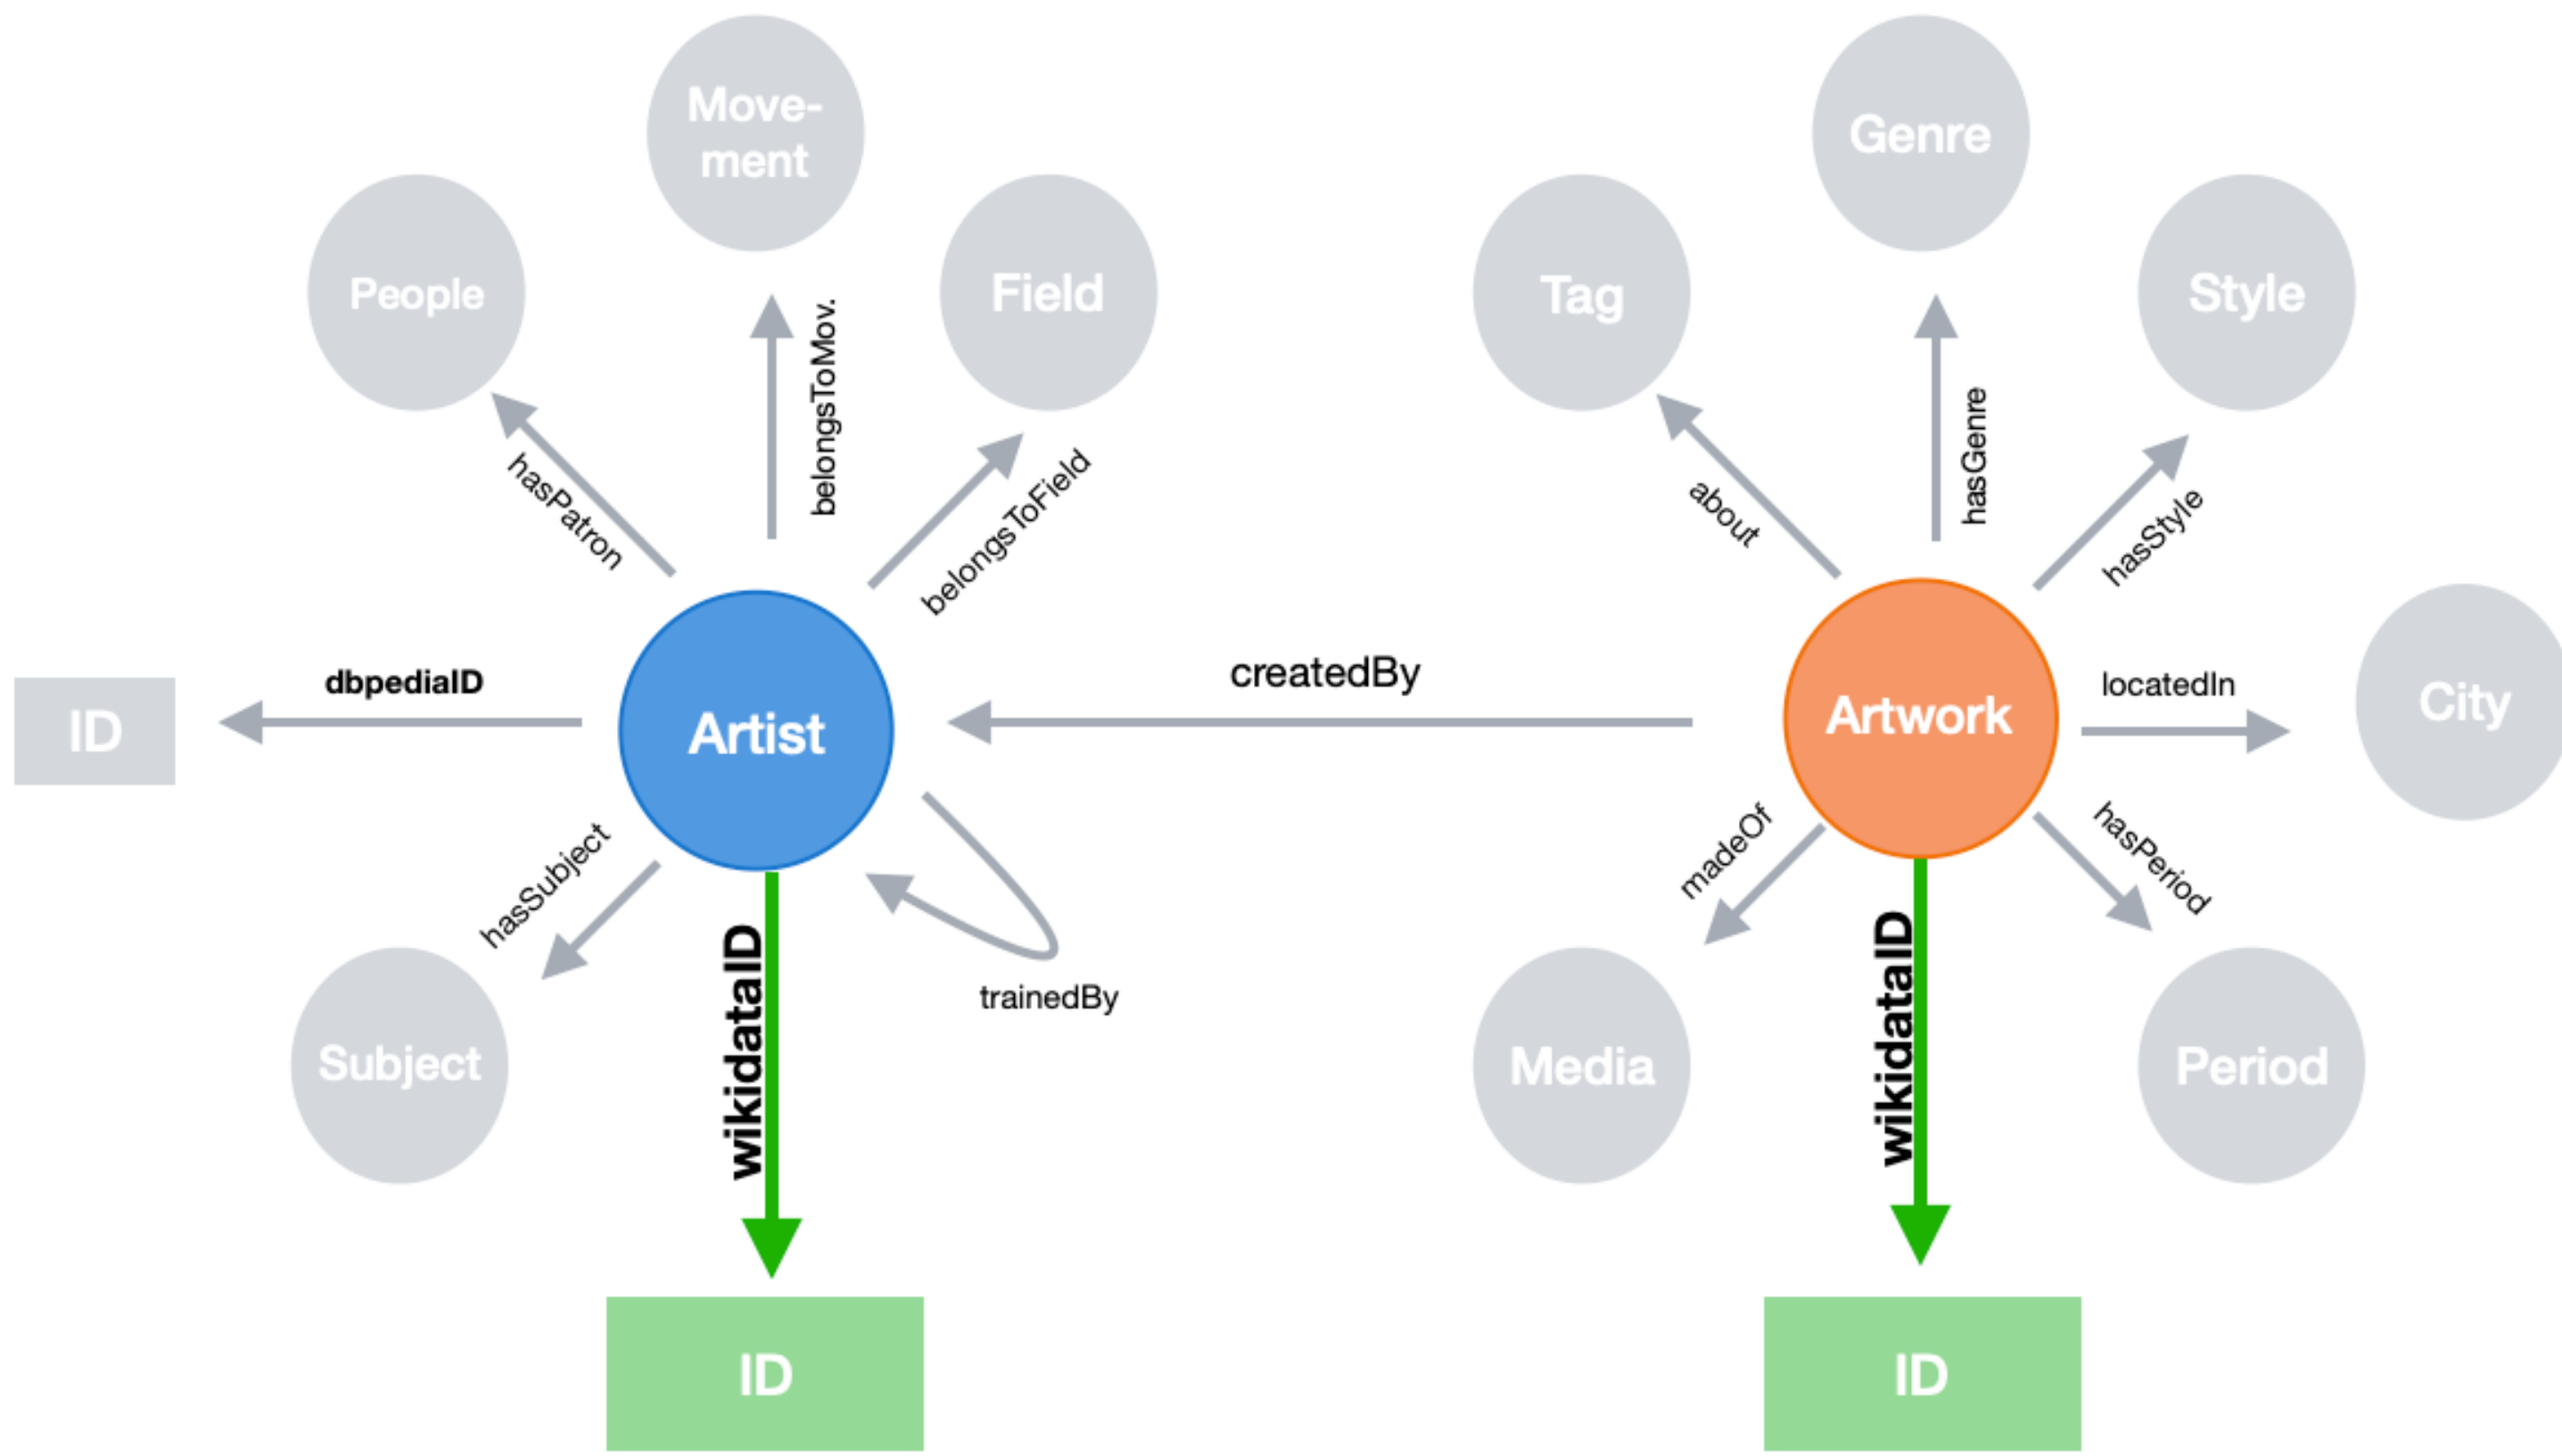 Move-
ment
Genre
People
Field
Tag
Style
belongsToMov.
hasGenre
hasPatron
belongsToField
about
hasStyle
ID
dbpediaID
Artist
createdBy
Artwork
locatedIn
City
hasSubject
trainedBy
madeOf
hasPeriod
Subject
wikidataID
Media
wikidataID
Period
ID
ID